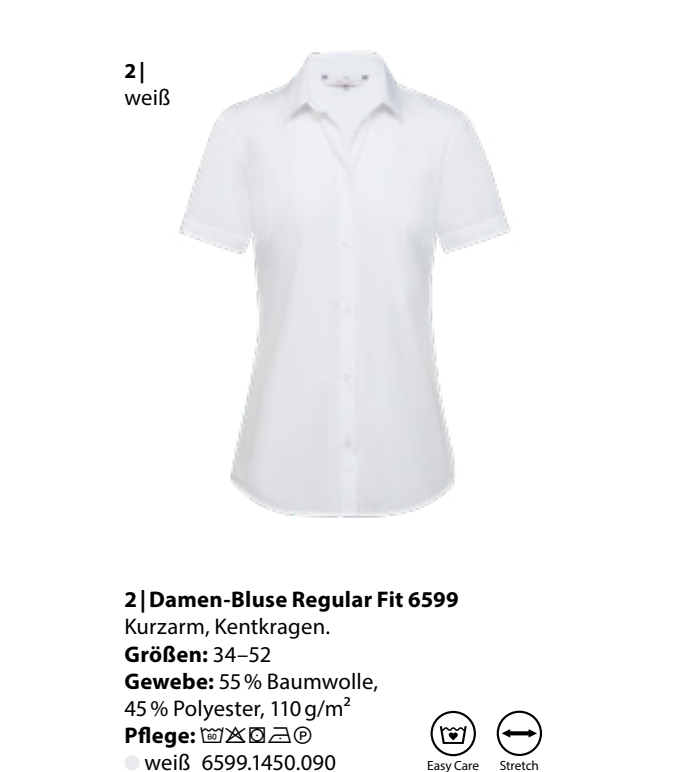 2|
weiß
2|Damen-Bluse Regular Fit 6599
Kurzarm, Kentkragen.
Größen: 34–52
Gewebe: 55 % Baumwolle,
45 % Polyester, 110 g/m²
Pflege: 60 P
weiß 6599.1450.090
Easy Care Stretch